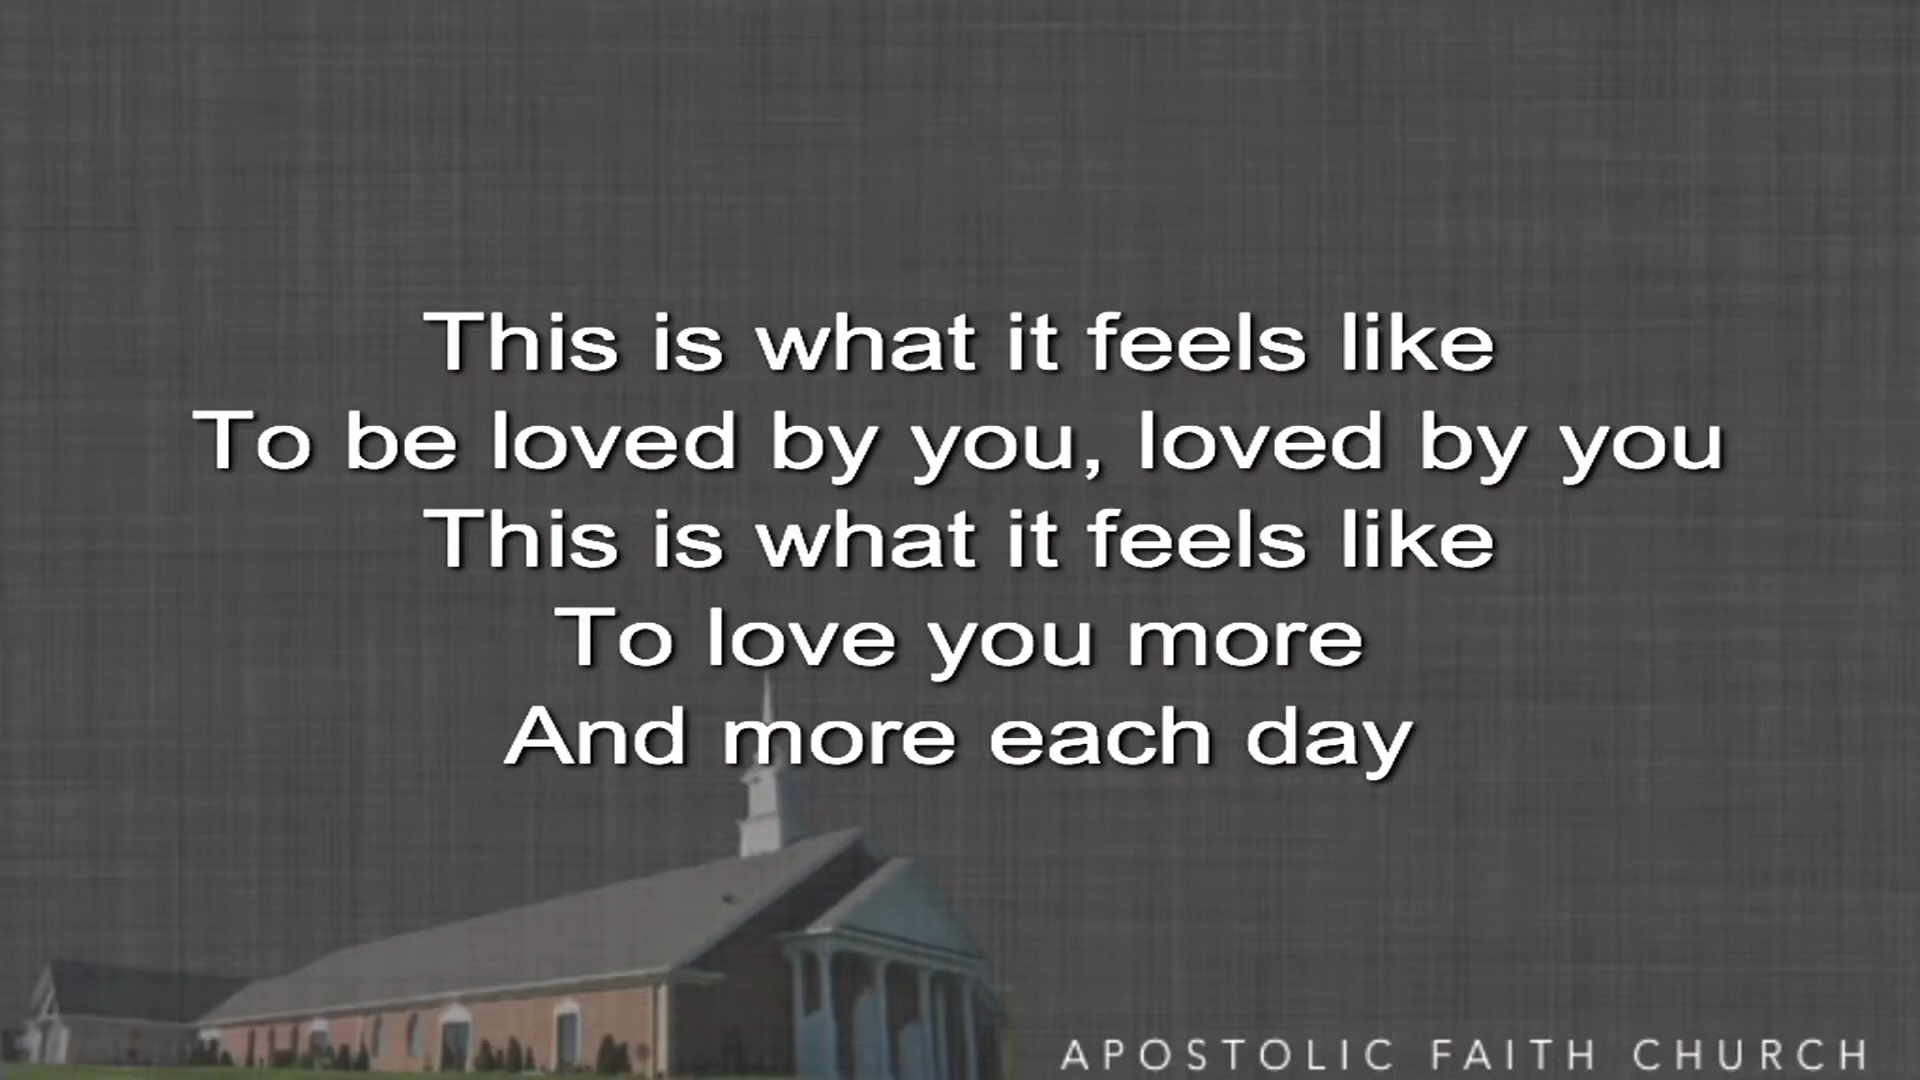 This is what it feels like
To be loved by you, loved by you
This is what it feels like
To love you more
And more each day
APOSTOLIC FAITH CHURCH